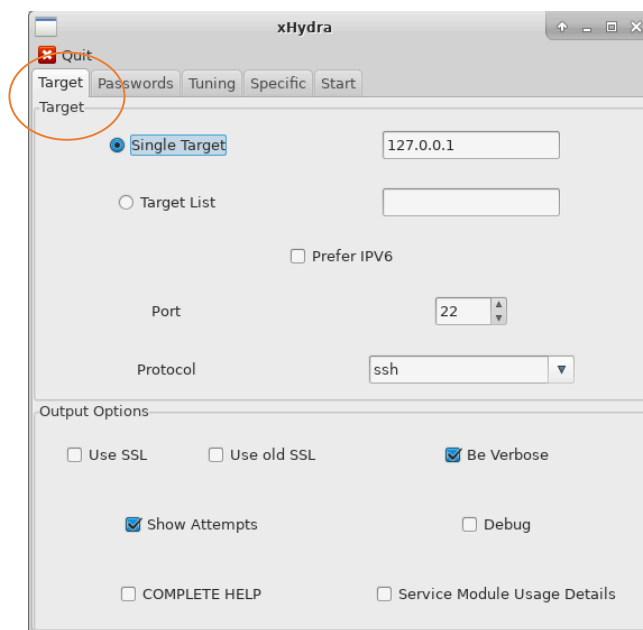 xHydra
Quit
Target Passwords Tuning Specific Start
Target
Single Target 127.0.0.1
Target List
Prefer IPV6
Port 22
Protocol ssh
Output Options
Use SSL Use old SSL Be Verbose
Show Attempts Debug
COMPLETE HELP Service Module Usage Details